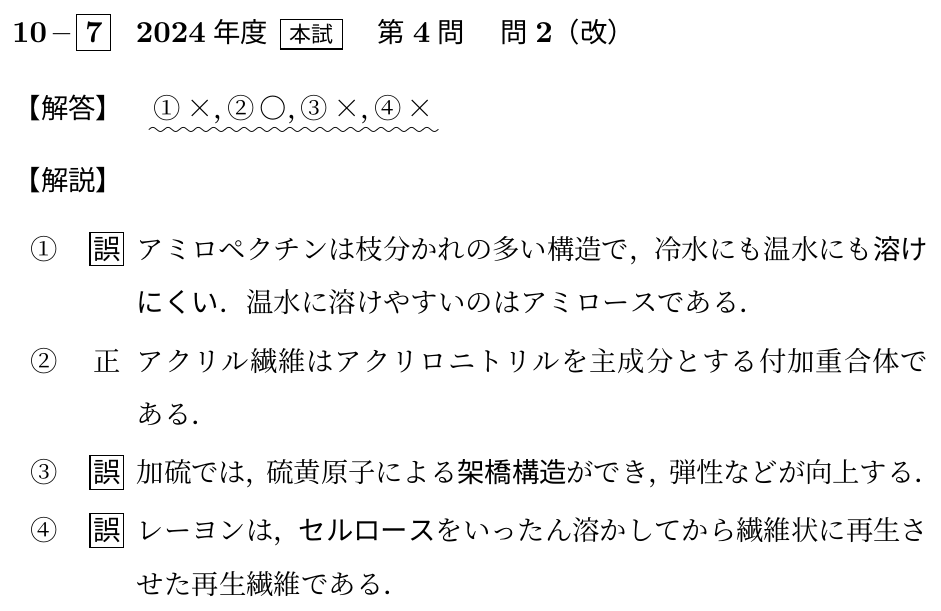 10－7 2024 年度 本試 第 4 問 問 2（改）
【解答】 ① ×, ② ○, ③ ×, ④ ×
【解説】
① 誤 アミロペクチンは枝分かれの多い構造で，冷水にも温水にも溶け
にくい．温水に溶けやすいのはアミロースである．
② 正 アクリル繊維はアクリロニトリルを主成分とする付加重合体で
ある．
③ 誤 加硫では，硫黄原子による架橋構造ができ，弾性などが向上する．
④ 誤 レーヨンは，セルロースをいったん溶かしてから繊維状に再生さ
せた再生繊維である．